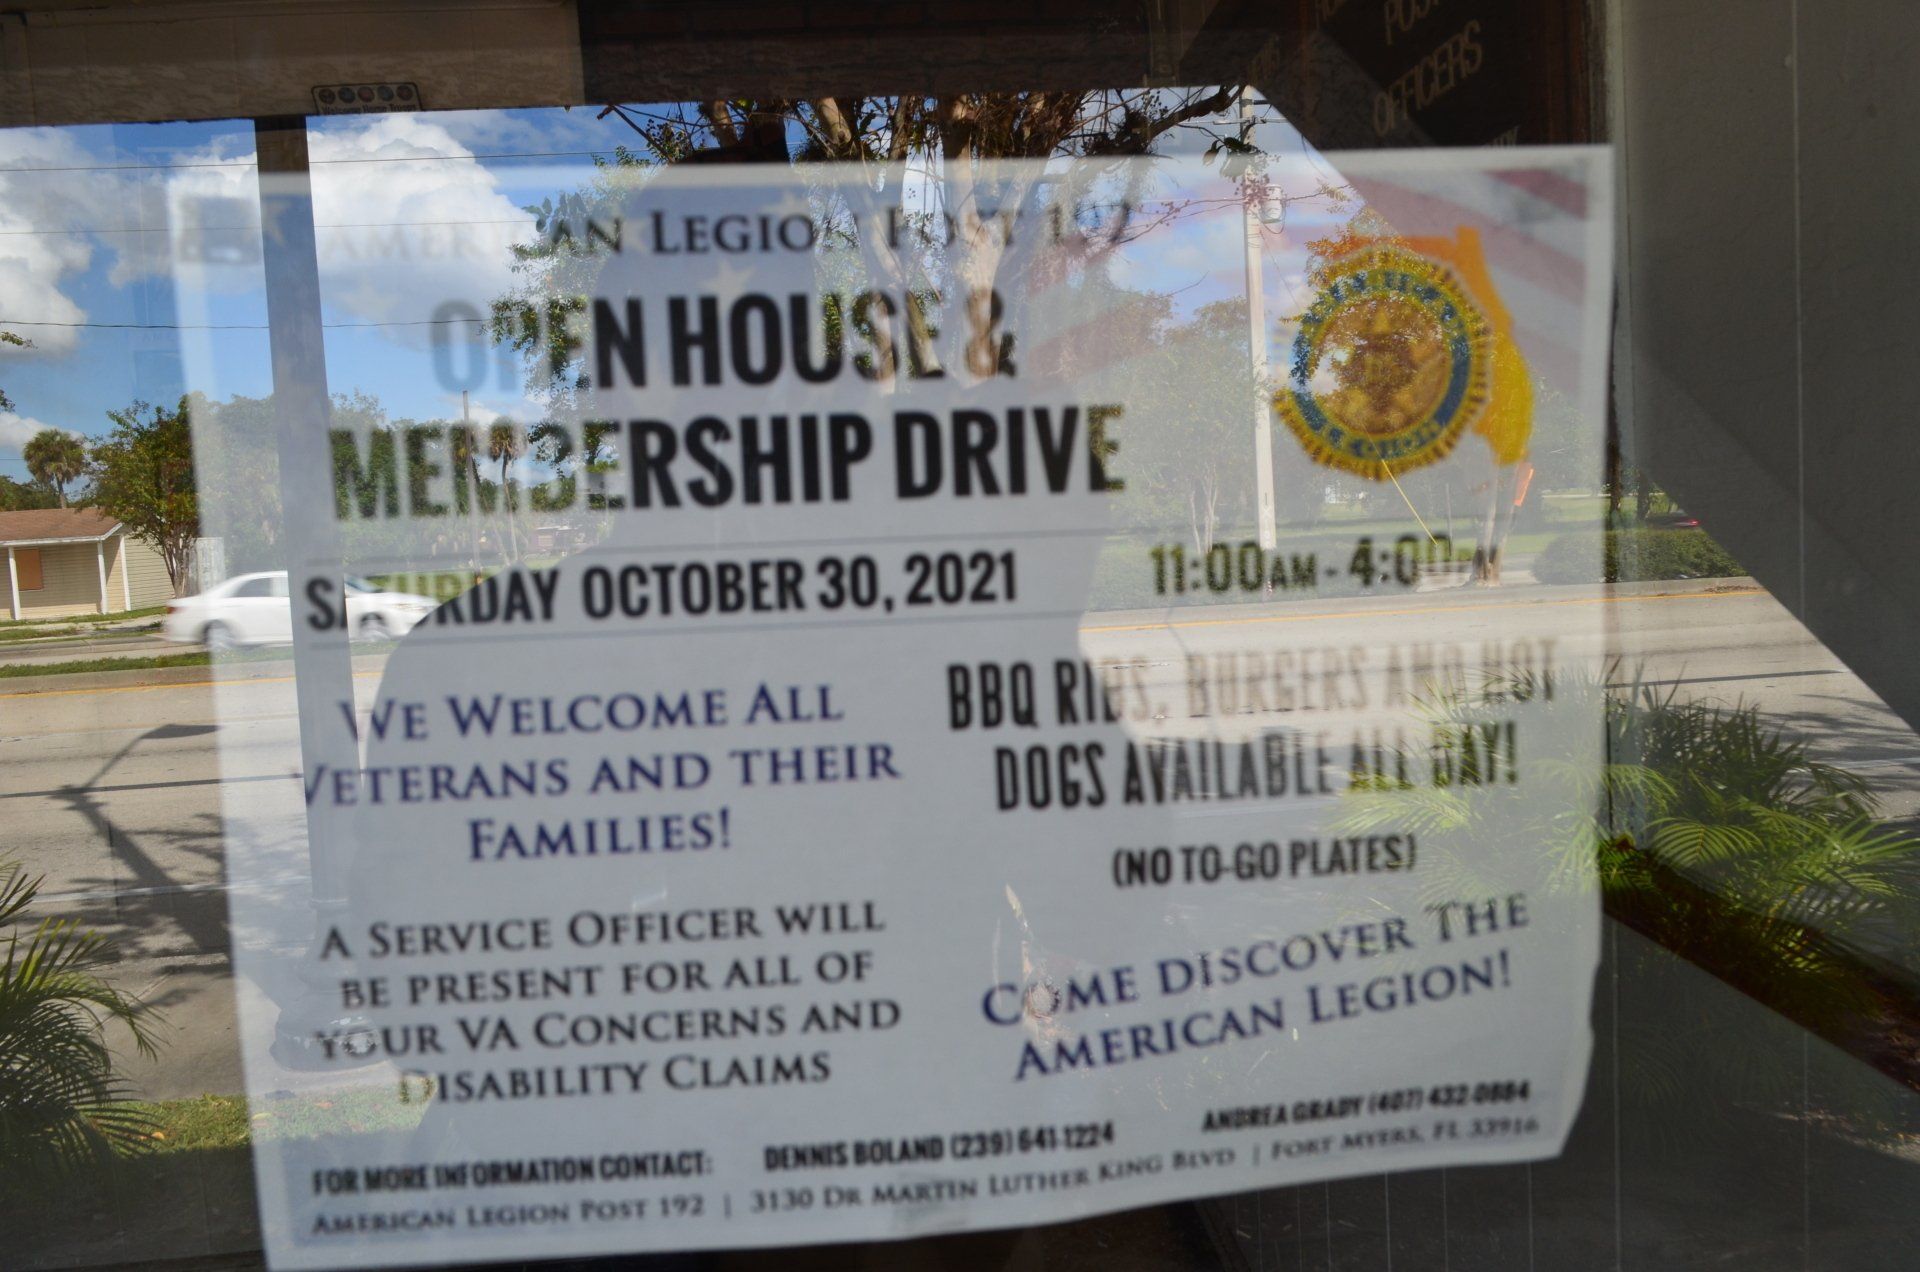 Welcome Home Troops
POST
OFFICERS
AMERICAN LEGION POST 192
OPEN HOUSE &
MEMBERSHIP DRIVE
SATURDAY OCTOBER 30, 2021 11:00AM - 4:00PM
WE WELCOME ALL
VETERANS AND THEIR
FAMILIES!
BBQ RIBS, BURGERS AND HOT
DOGS AVAILABLE ALL DAY!
(NO TO-GO PLATES)
A SERVICE OFFICER WILL
BE PRESENT FOR ALL OF
YOUR VA CONCERNS AND
DISABILITY CLAIMS
COME DISCOVER THE
AMERICAN LEGION!
FOR MORE INFORMATION CONTACT: DENNIS BOLAND (239) 641-1224 ANDREA GRADY (407) 432-0884
AMERICAN LEGION POST 192 | 3130 DR MARTIN LUTHER KING BLVD | FORT MYERS, FL 33916